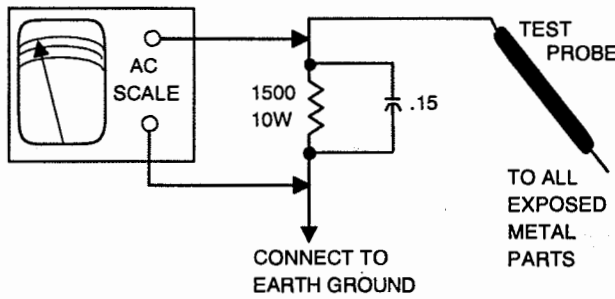 AC
SCALE
1500
10W
.15
TEST
PROBE
TO ALL
EXPOSED
METAL
PARTS
CONNECT TO
EARTH GROUND